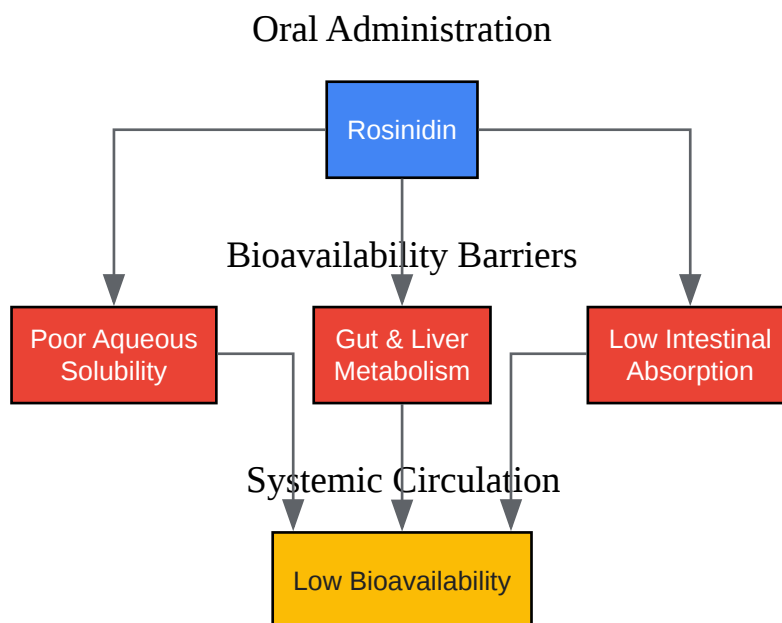 Oral Administration
Rosinidin
Bioavailability Barriers
Poor Aqueous
Solubility
Gut & Liver
Metabolism
Low Intestinal
Absorption
Systemic Circulation
Low Bioavailability